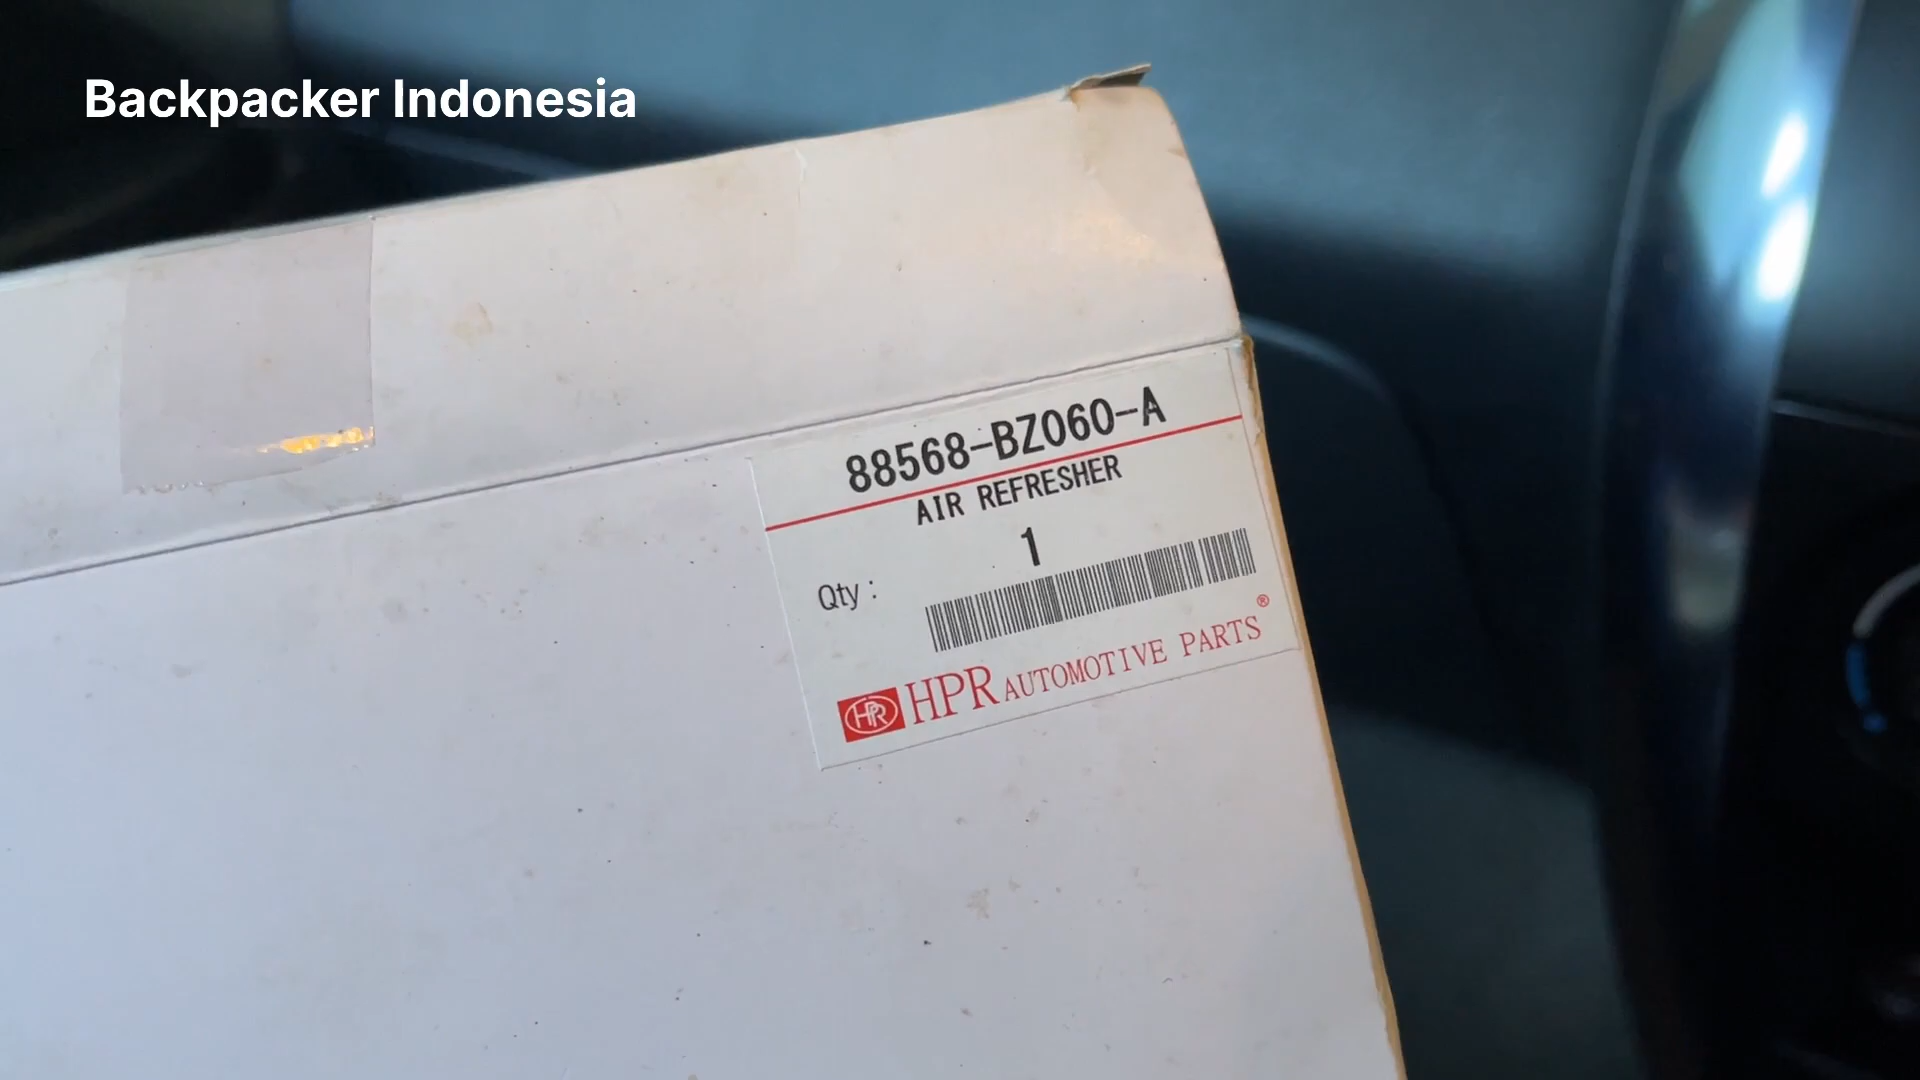 Backpacker Indonesia
88568-BZ060-A
AIR REFRESHER
1
Qty :
HPR AUTOMOTIVE PARTS ®